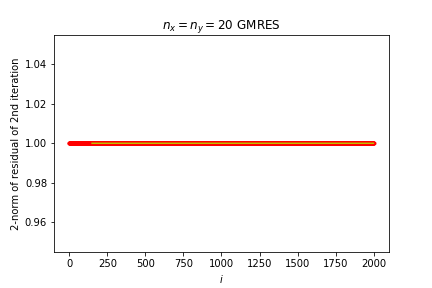 n_x = n_y = 20 GMRES
2-norm of residual of 2nd iteration
1.04
1.02
1.00
0.98
0.96
0 250 500 750 1000 1250 1500 1750 2000
i